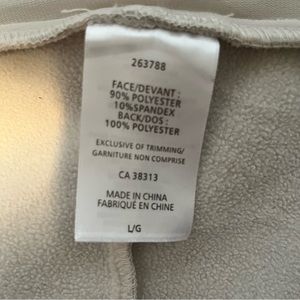 263788
FACE/DEVANT :
90% POLYESTER
10%SPANDEX
BACK/DOS :
100% POLYESTER
EXCLUSIVE OF TRIMMING/
GARNITURE NON COMPRISE
CA 38313
MADE IN CHINA
FABRIQUÉ EN CHINE
L/G